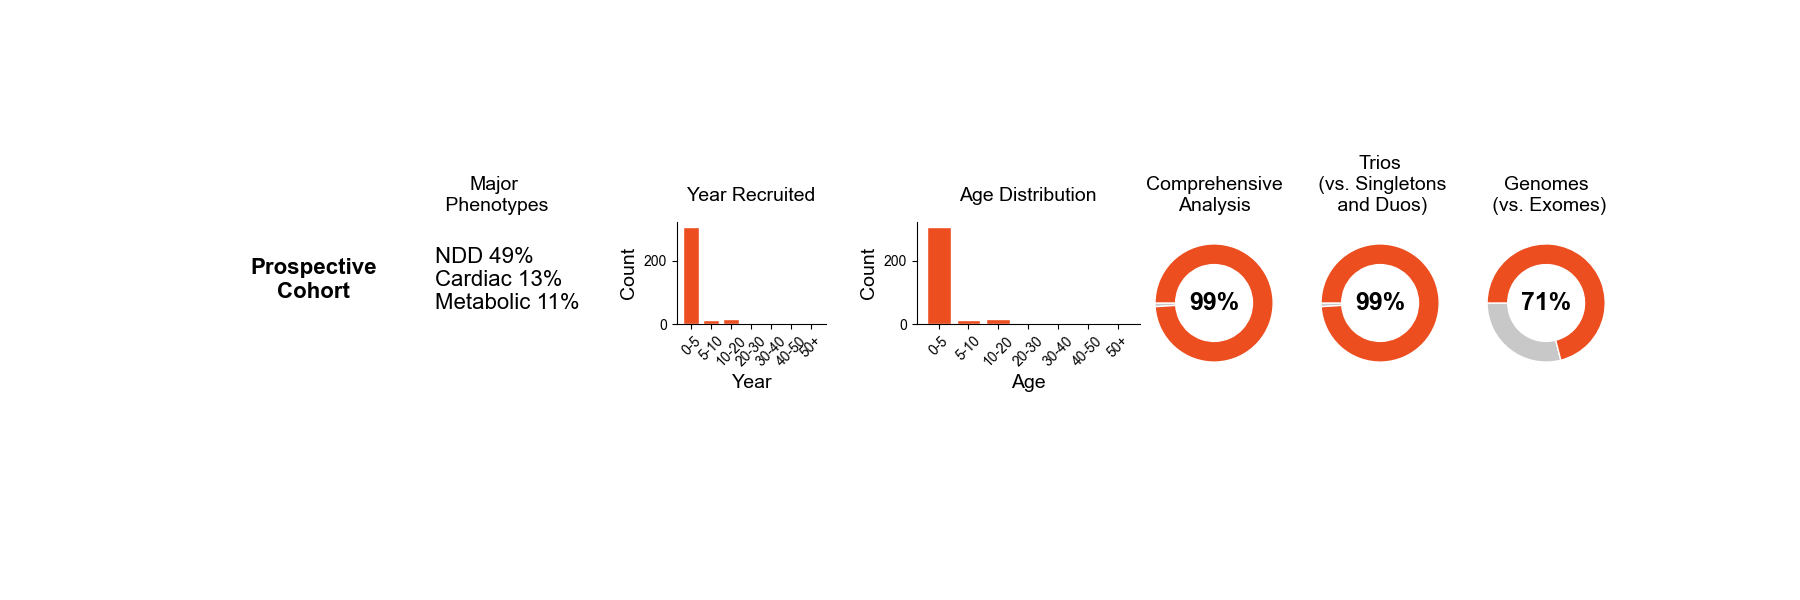 Major
Phenotypes
Year Recruited
Age Distribution
Comprehensive
Analysis
Trios
(vs. Singletons
and Duos)
Genomes
(vs. Exomes)
Prospective
Cohort
NDD 49%
Cardiac 13%
Metabolic 11%
Count
200
0
0-5
5-10
10-20
20-30
30-40
40-50
50+
Year
Count
200
0
0-5
5-10
10-20
20-30
30-40
40-50
50+
Age
99%
99%
71%